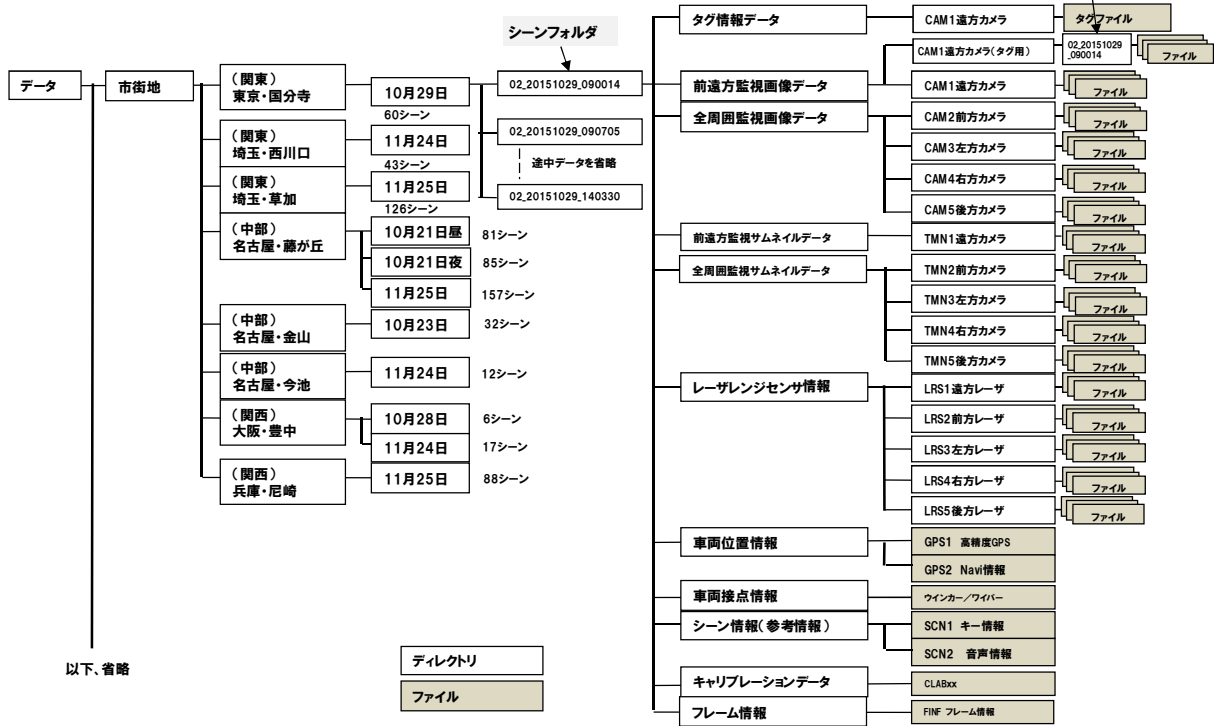 タグ情報データ
CAM1遠方カメラ
タグファイル
シーンフォルダ
CAM1遠方カメラ(タグ用)
02_20151029
_090014
ファイル
データ
市街地
(関東)
東京・国分寺
10月29日
60シーン
02_20151029_090014
前遠方監視画像データ
CAM1遠方カメラ
ファイル
全周囲監視画像データ
CAM2前方カメラ
ファイル
(関東)
埼玉・西川口
11月24日
43シーン
02_20151029_090705
CAM3左方カメラ
ファイル
途中データを省略
(関東)
埼玉・草加
11月25日
126シーン
02_20151029_140330
CAM4右方カメラ
ファイル
CAM5後方カメラ
ファイル
(中部)
名古屋・藤が丘
10月21日昼
81シーン
10月21日夜
85シーン
11月25日
157シーン
前遠方監視サムネイルデータ
TMN1遠方カメラ
ファイル
全周囲監視サムネイルデータ
TMN2前方カメラ
ファイル
TMN3左方カメラ
ファイル
(中部)
名古屋・金山
10月23日
32シーン
TMN4右方カメラ
ファイル
TMN5後方カメラ
ファイル
(中部)
名古屋・今池
11月24日
12シーン
レーザレンジセンサ情報
LRS1遠方レーザ
ファイル
(関西)
大阪・豊中
10月28日
6シーン
11月24日
17シーン
LRS2前方レーザ
ファイル
LRS3左方レーザ
ファイル
(関西)
兵庫・尼崎
11月25日
88シーン
LRS4右方レーザ
ファイル
LRS5後方レーザ
ファイル
車両位置情報
GPS1 高精度GPS
GPS2 Navi情報
車両接点情報
ウインカー/ワイパー
シーン情報(参考情報)
SCN1 キー情報
SCN2 音声情報
キャリブレーションデータ
CLABxx
フレーム情報
FINF フレーム情報
以下、省略
ディレクトリ
ファイル